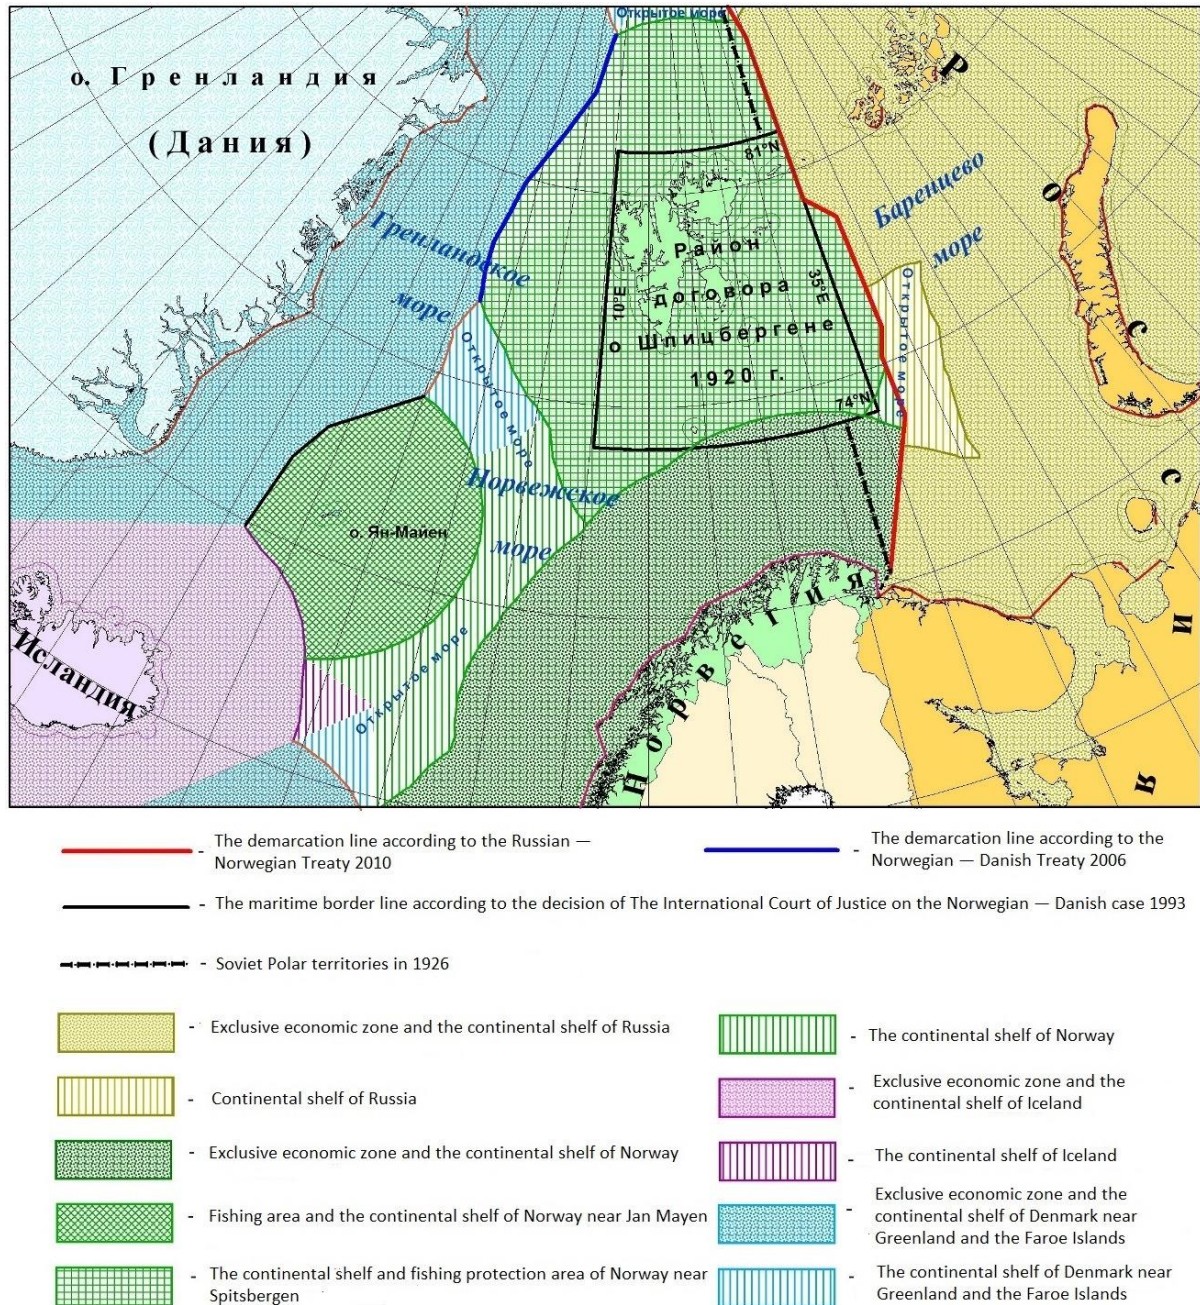 Открытое море
о. Гренландия
(Дания)
Р
о
с
с
и
я
81°N
Баренцево
море
Гренландское
море
Район
договора
о Шпицбергене
1920 г.
10°E
35°E
74°N
Открытое море
Открытое море
Норвежское
море
о. Ян-Майен
Открытое море
Исландия
Норвегия
- The demarcation line according to the Russian —
Norwegian Treaty 2010
- The demarcation line according to the
Norwegian — Danish Treaty 2006
- The maritime border line according to the decision of The International Court of Justice on the Norwegian — Danish case 1993
- Soviet Polar territories in 1926
- Exclusive economic zone and the continental shelf of Russia
- Continental shelf of Russia
- Exclusive economic zone and the continental shelf of Norway
- Fishing area and the continental shelf of Norway near Jan Mayen
- The continental shelf and fishing protection area of Norway near
Spitsbergen
- The continental shelf of Norway
- Exclusive economic zone and the
continental shelf of Iceland
- The continental shelf of Iceland
- Exclusive economic zone and the
continental shelf of Denmark near
Greenland and the Faroe Islands
- The continental shelf of Denmark near
Greenland and the Faroe Islands